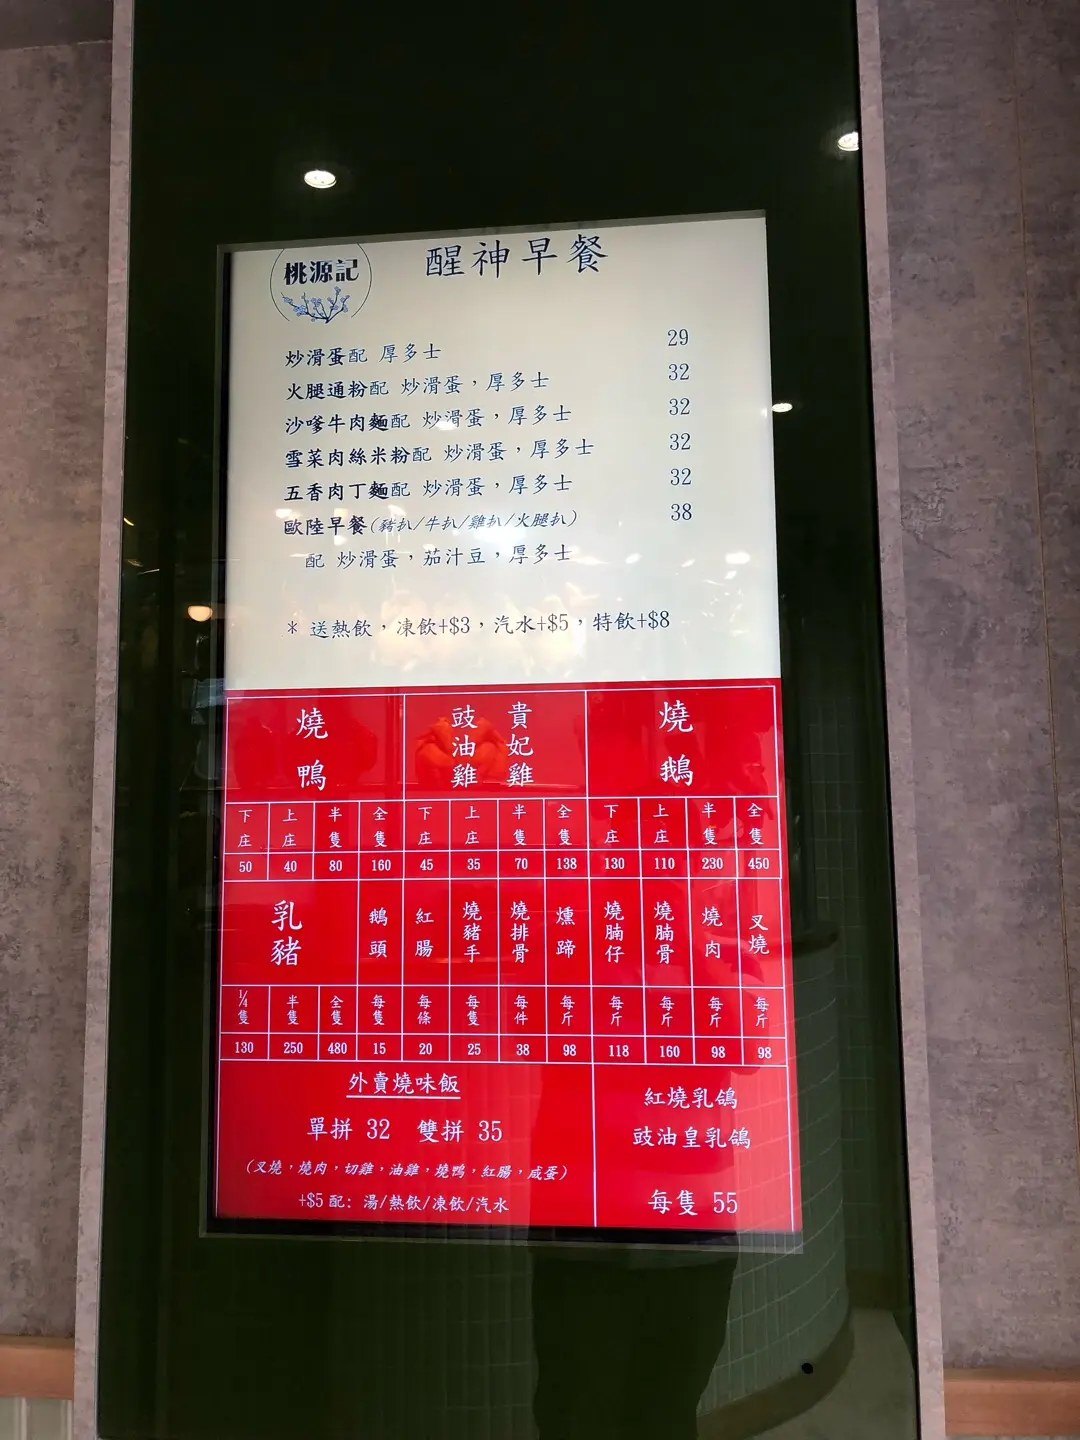 桃源記
醒神早餐
炒滑蛋配 厚多士 29
火腿通粉配 炒滑蛋，厚多士 32
沙嗲牛肉麵配 炒滑蛋，厚多士 32
雪菜肉絲米粉配 炒滑蛋，厚多士 32
五香肉丁麵配 炒滑蛋，厚多士 32
歐陸早餐(豬扒/牛扒/雞扒/火腿扒) 38
配 炒滑蛋，茄汁豆，厚多士
* 送熱飲，凍飲+$3，汽水+$5，特飲+$8
燒鴨 豉油雞 貴妃雞 燒鵝
下庄 上庄 半隻 全隻 下庄 上庄 半隻 全隻 下庄 上庄 半隻 全隻
50 40 80 160 45 35 70 138 130 110 230 450
乳豬 鵝頭 紅腸 燒豬手 燒排骨 燻蹄 燒腩仔 燒腩骨 燒肉 叉燒
1/4隻 半隻 全隻 每隻 每條 每隻 每件 每斤 每斤 每斤 每斤 每斤
130 250 480 15 20 25 38 98 118 160 98 98
外賣燒味飯
單拼 32 雙拼 35
(叉燒，燒肉，切雞，油雞，燒鴨，紅腸，咸蛋)
+$5 配: 湯/熱飲/凍飲/汽水
紅燒乳鴿
豉油皇乳鴿
每隻 55